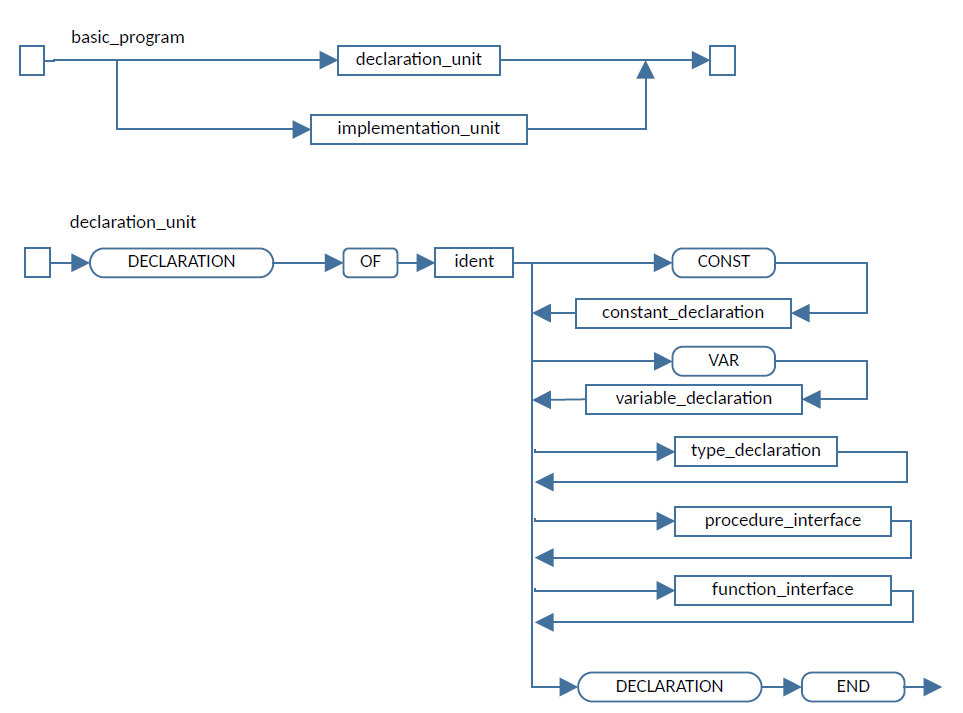 basic_program
declaration_unit
implementation_unit
declaration_unit
DECLARATION OF ident CONST
constant_declaration
VAR
variable_declaration
type_declaration
procedure_interface
function_interface
DECLARATION END